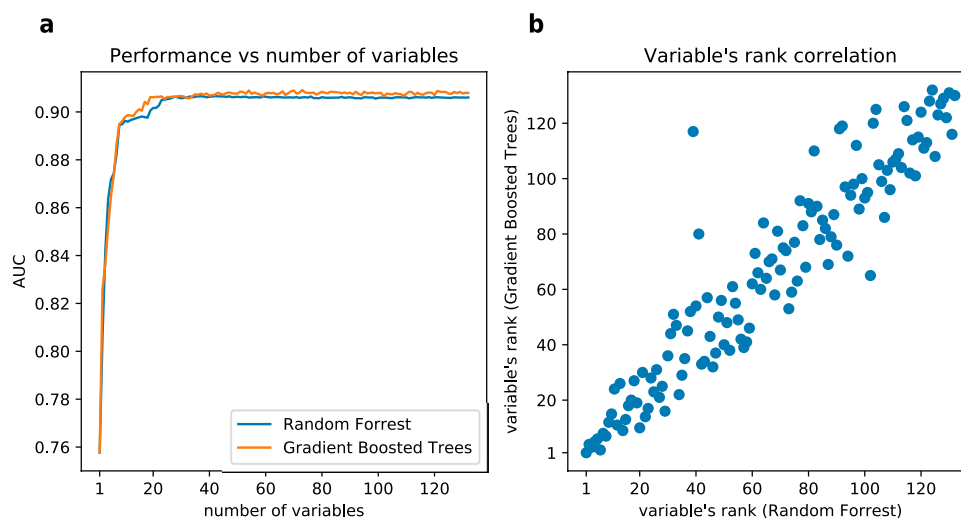 a
Performance vs number of variables
0.90
0.88
0.86
0.84
0.82
0.80
0.78
0.76
AUC
1
20
40
60
80
100
120
number of variables
Random Forrest
Gradient Boosted Trees
b
Variable's rank correlation
120
100
80
60
40
20
1
variable's rank (Gradient Boosted Trees)
1
20
40
60
80
100
120
variable's rank (Random Forrest)